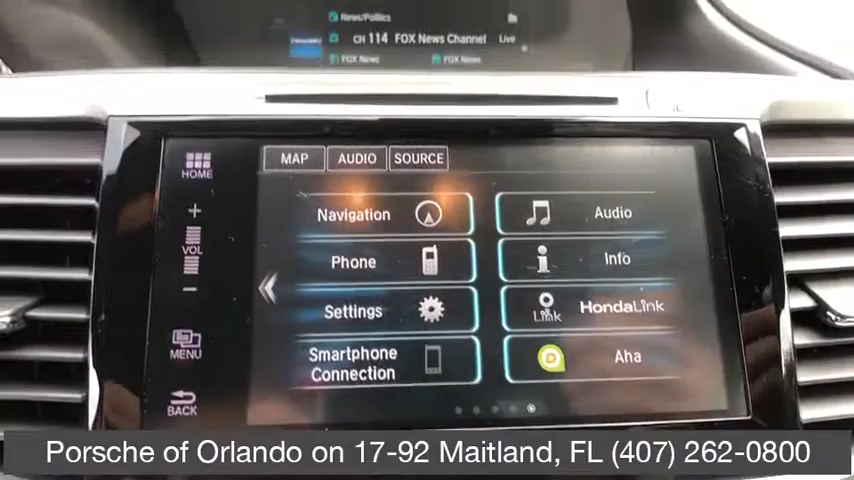 News/Politics
CH 114 FOX News Channel Live
FOX News FOX News
MAP AUDIO SOURCE
HOME
VOL
MENU
BACK
Navigation
Audio
Phone
Info
Settings
Link
HondaLink
Smartphone
Connection
Aha
Porsche of Orlando on 17-92 Maitland, FL (407) 262-0800